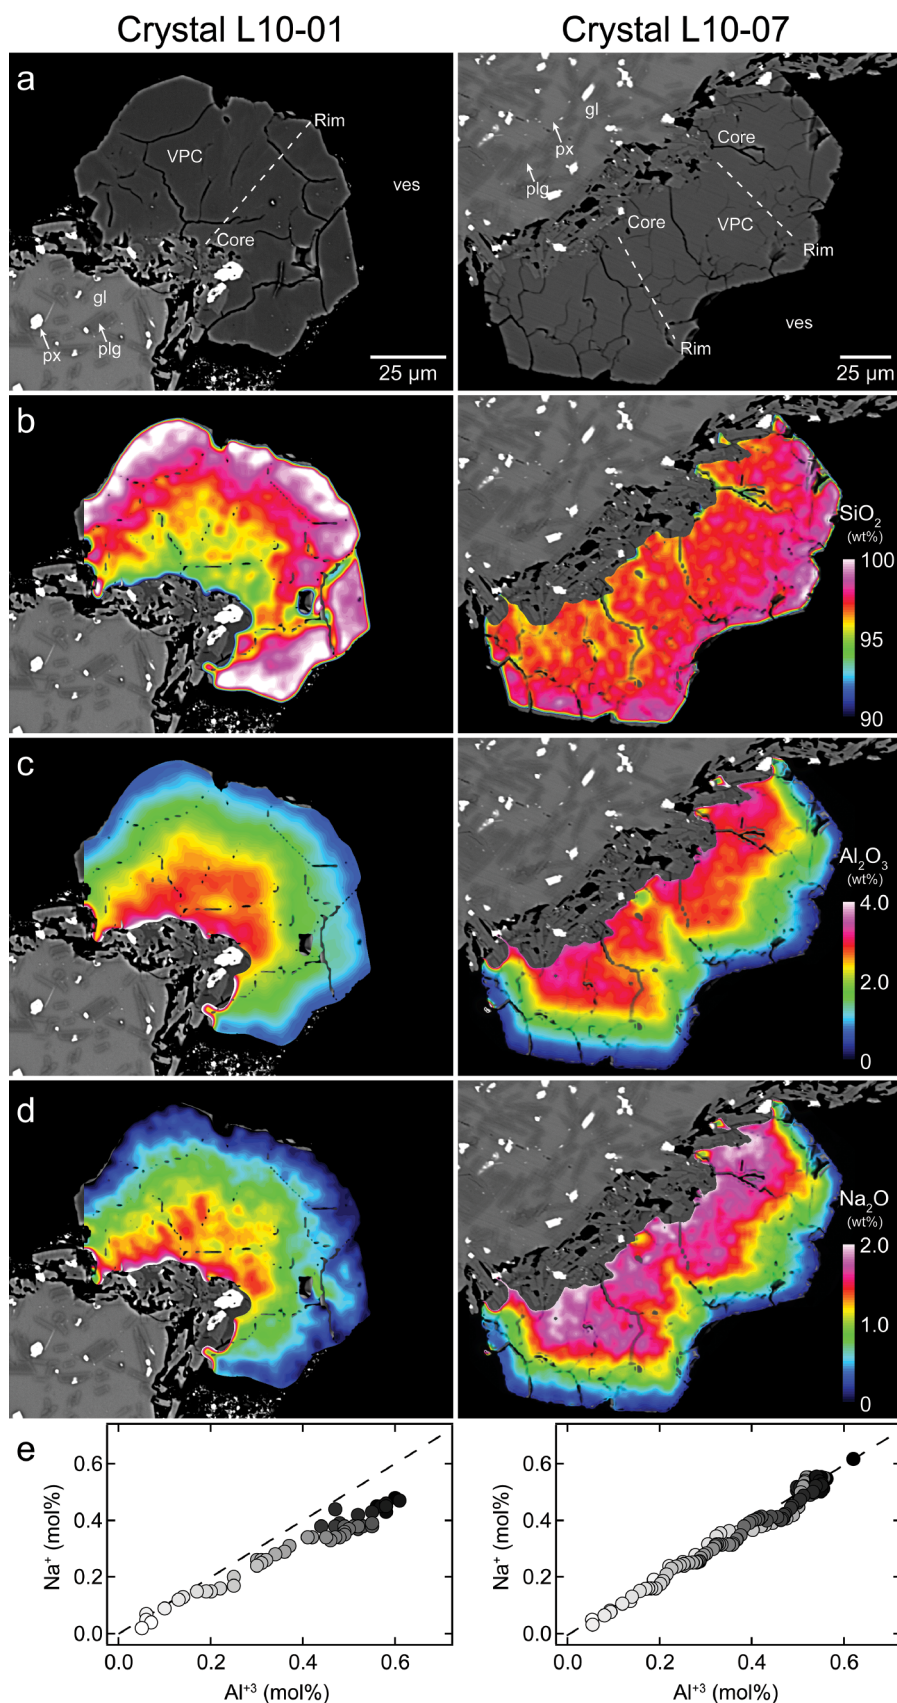 Crystal L10-01
Crystal L10-07
a
Rim
VPC
ves
Core
gl
px
plg
25 µm
gl
Core
px
plg
Core
VPC
Rim
ves
Rim
25 µm
b
SiO₂
(wt%)
100
95
90
c
Al₂O₃
(wt%)
4.0
2.0
0
d
Na₂O
(wt%)
2.0
1.0
0
e
0.6
0.4
0.2
0.0
Na⁺ (mol%)
0.0
0.2
0.4
0.6
Al⁺³ (mol%)
0.6
0.4
0.2
0.0
Na⁺ (mol%)
0.0
0.2
0.4
0.6
Al⁺³ (mol%)